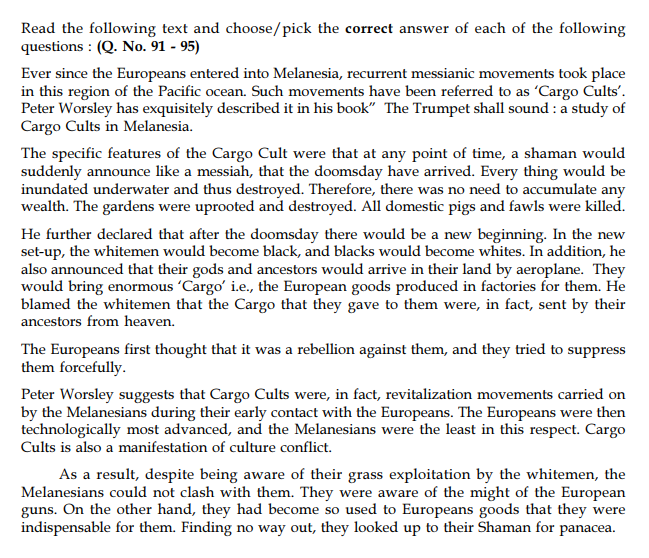 Read the following text and choose/pick the correct answer of each of the following
questions : (Q. No. 91 - 95)
Ever since the Europeans entered into Melanesia, recurrent messianic movements took place
in this region of the Pacific ocean. Such movements have been referred to as ‘Cargo Cults’.
Peter Worsley has exquisitely described it in his book” The Trumpet shall sound : a study of
Cargo Cults in Melanesia.
The specific features of the Cargo Cult were that at any point of time, a shaman would
suddenly announce like a messiah, that the doomsday have arrived. Every thing would be
inundated underwater and thus destroyed. Therefore, there was no need to accumulate any
wealth. The gardens were uprooted and destroyed. All domestic pigs and fawls were killed.
He further declared that after the doomsday there would be a new beginning. In the new
set-up, the whitemen would become black, and blacks would become whites. In addition, he
also announced that their gods and ancestors would arrive in their land by aeroplane. They
would bring enormous ‘Cargo’ i.e., the European goods produced in factories for them. He
blamed the whitemen that the Cargo that they gave to them were, in fact, sent by their
ancestors from heaven.
The Europeans first thought that it was a rebellion against them, and they tried to suppress
them forcefully.
Peter Worsley suggests that Cargo Cults were, in fact, revitalization movements carried on
by the Melanesians during their early contact with the Europeans. The Europeans were then
technologically most advanced, and the Melanesians were the least in this respect. Cargo
Cults is also a manifestation of culture conflict.
As a result, despite being aware of their grass exploitation by the whitemen, the
Melanesians could not clash with them. They were aware of the might of the European
guns. On the other hand, they had become so used to Europeans goods that they were
indispensable for them. Finding no way out, they looked up to their Shaman for panacea.